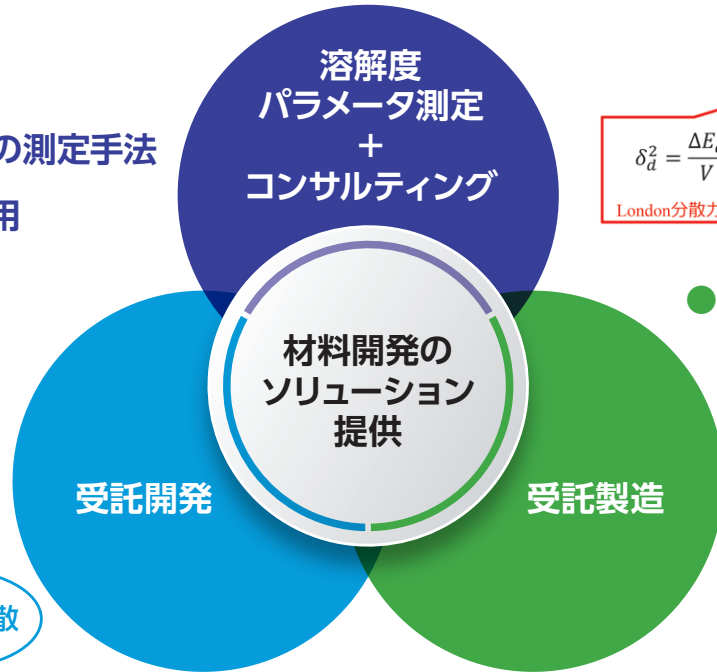 溶解度
パラメータ測定
+
コンサルティング
の測定手法
用
London分散力
材料開発の
ソリューション
提供
受託開発
受託製造
散